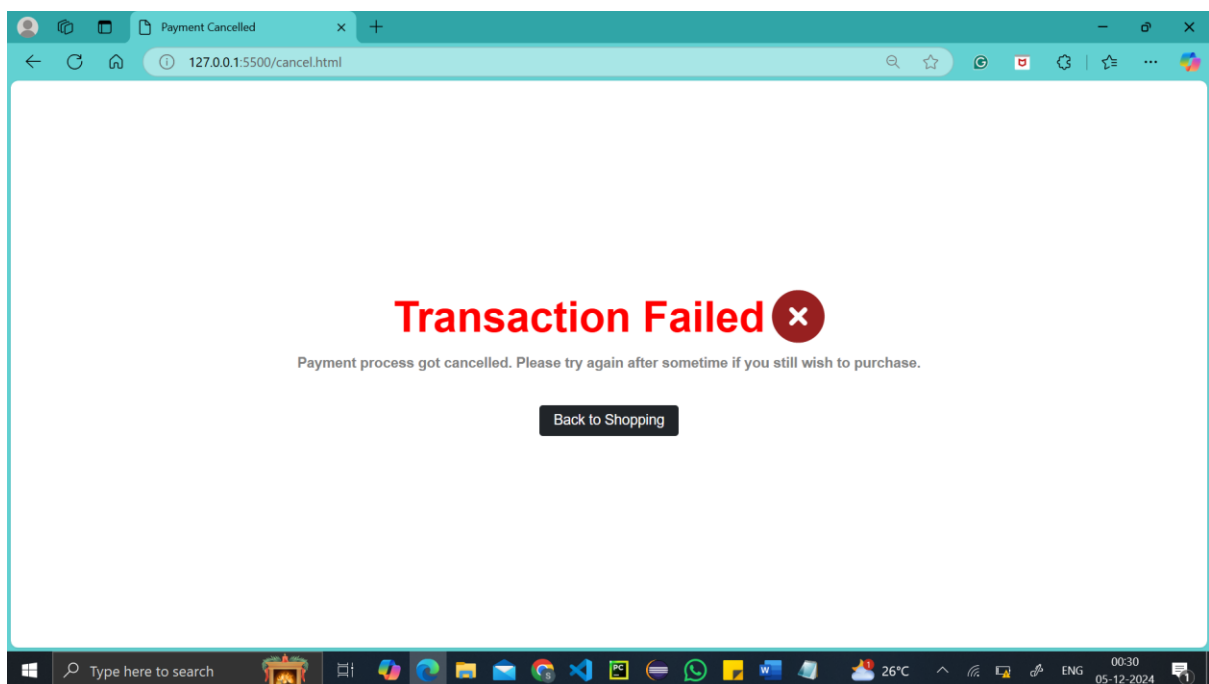 Payment Cancelled
127.0.0.1:5500/cancel.html
Transaction Failed
Payment process got cancelled. Please try again after sometime if you still wish to purchase.
Back to Shopping
Type here to search
PC
W
26°C
ENG
00:30
05-12-2024
1